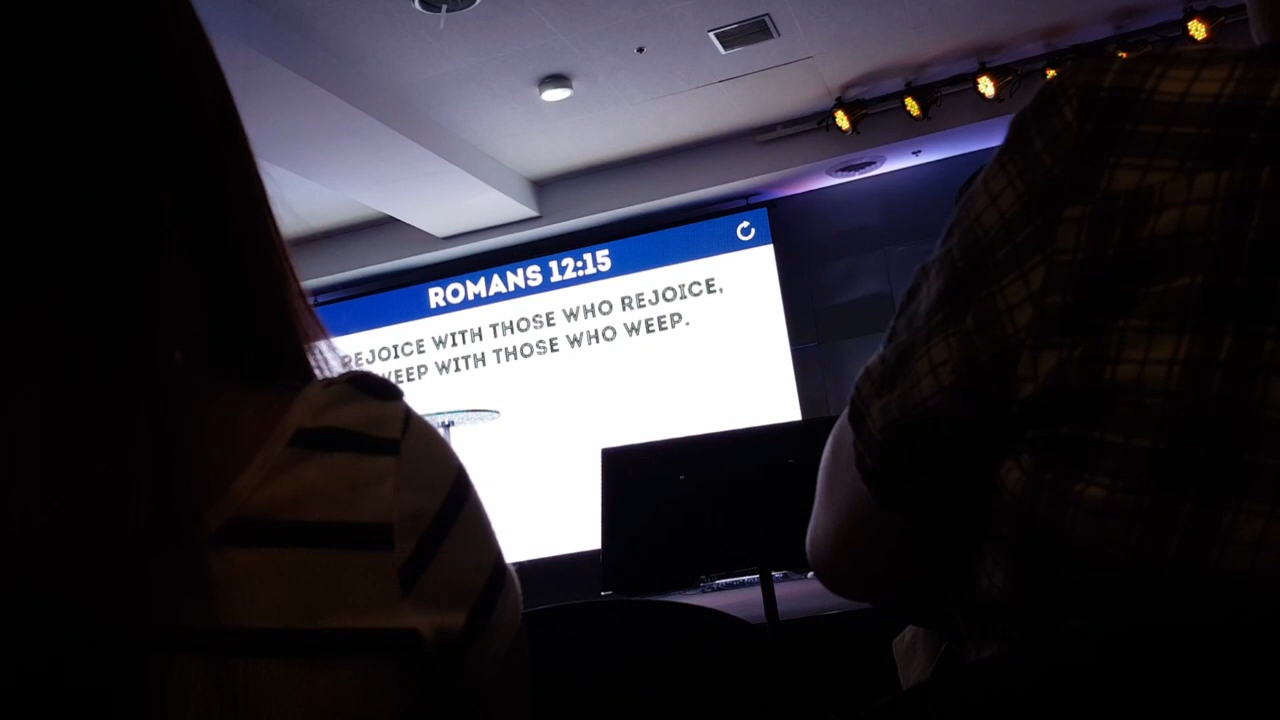 ROMANS 12:15
REJOICE WITH THOSE WHO REJOICE,
WEEP WITH THOSE WHO WEEP.